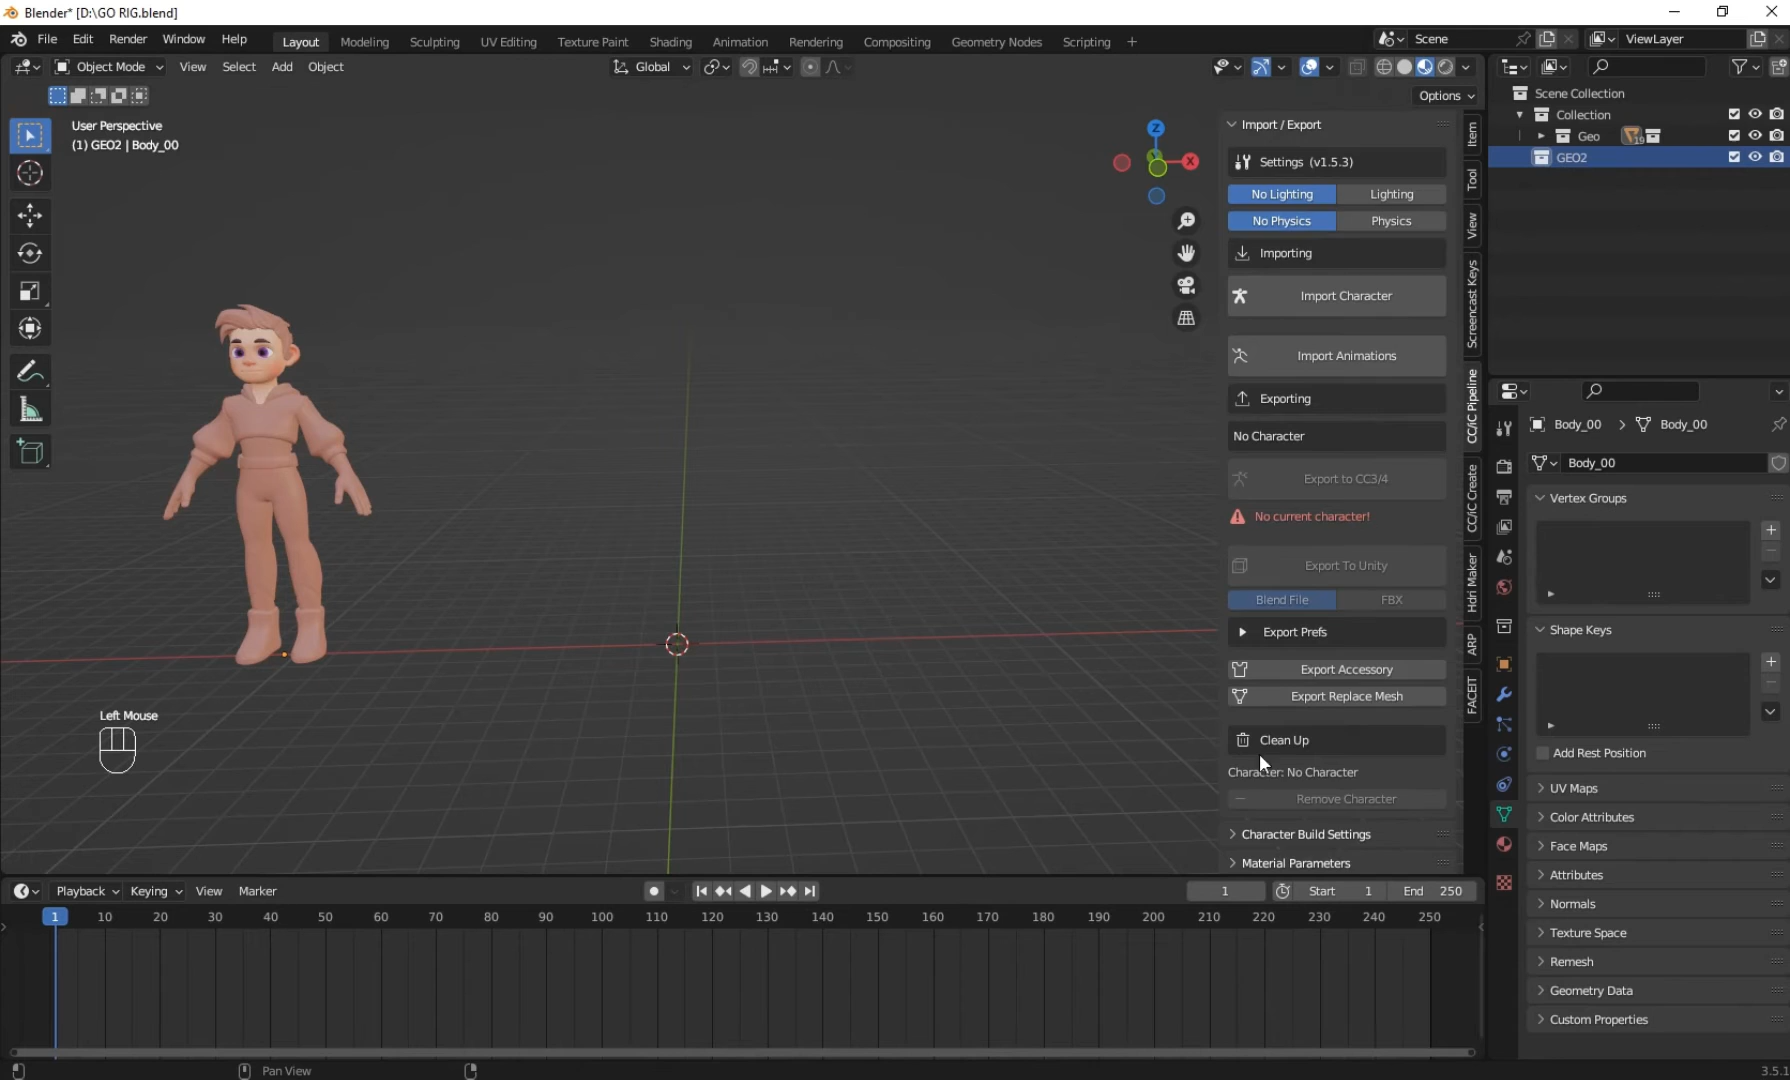 Blender* [D:\GO RIG.blend]
File Edit Render Window Help Layout Modeling Sculpting UV Editing Texture Paint Shading Animation Rendering Compositing Geometry Nodes Scripting + Scene ViewLayer
Object Mode View Select Add Object Global
Options
User Perspective
(1) GEO2 | Body_00
Z
X
Import / Export
Settings (v1.5.3)
No Lighting Lighting
No Physics Physics
Importing
Import Character
Import Animations
Exporting
No Character
Export to CC3/4
No current character!
Export To Unity
Blend File FBX
Export Prefs
Export Accessory
Export Replace Mesh
Clean Up
Character: No Character
Remove Character
Character Build Settings
Material Parameters
Item
Tool
View
Screencast Keys
CC/iC Pipeline
CC/iC Create
Hdri Maker
ARP
FACEIT
Left Mouse
Scene Collection
Collection
Geo 19
GEO2
Body_00 Body_00
Body_00
Vertex Groups
Shape Keys
Add Rest Position
UV Maps
Color Attributes
Face Maps
Attributes
Normals
Texture Space
Remesh
Geometry Data
Custom Properties
Playback Keying View Marker 1 Start 1 End 250
1 10 20 30 40 50 60 70 80 90 100 110 120 130 140 150 160 170 180 190 200 210 220 230 240 250
Pan View
3.5.1